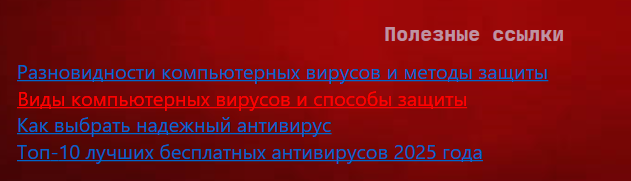 Полезные ссылки
Разновидности компьютерных вирусов и методы защиты
Виды компьютерных вирусов и способы защиты
Как выбрать надежный антивирус
Топ-10 лучших бесплатных антивирусов 2025 года